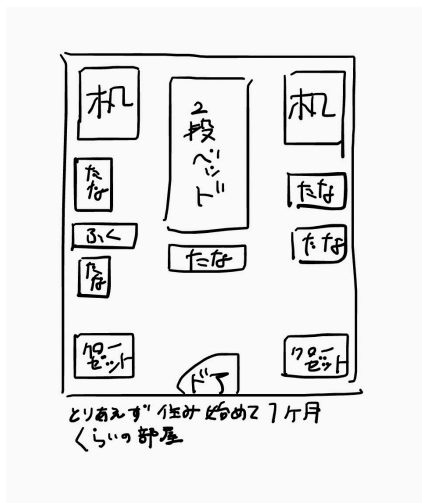 机
2段ベッド
机
たな
たな
ふく
たな
たな
たな
クローゼット
ドア
クローゼット
とりあえず住み始めて1ヶ月
くらいの部屋